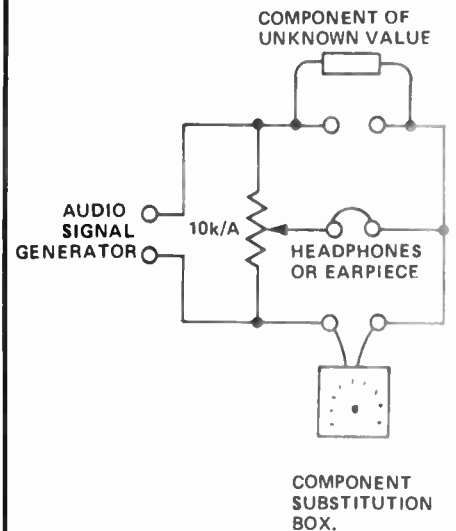 COMPONENT OF
UNKNOWN VALUE
AUDIO
SIGNAL
GENERATOR
10k/A
HEADPHONES
OR EARPIECE
COMPONENT
SUBSTITUTION
BOX.